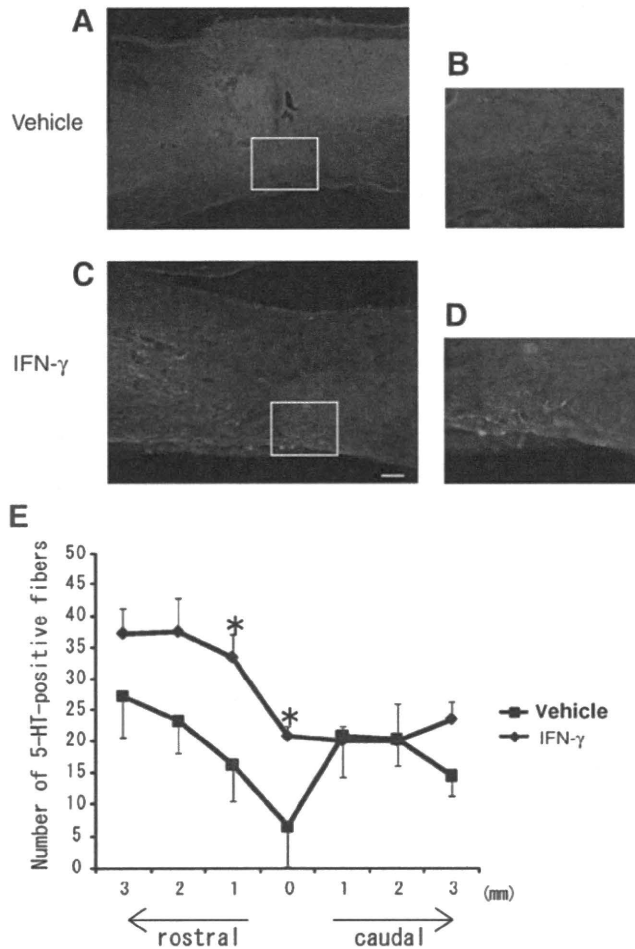 A
B
Vehicle
C
D
IFN-γ
E
Number of 5-HT-positive fibers
50
45
40
35
30
25
20
15
10
5
0
*
*
Vehicle
IFN-γ
3 2 1 0 1 2 3 (mm)
rostral caudal